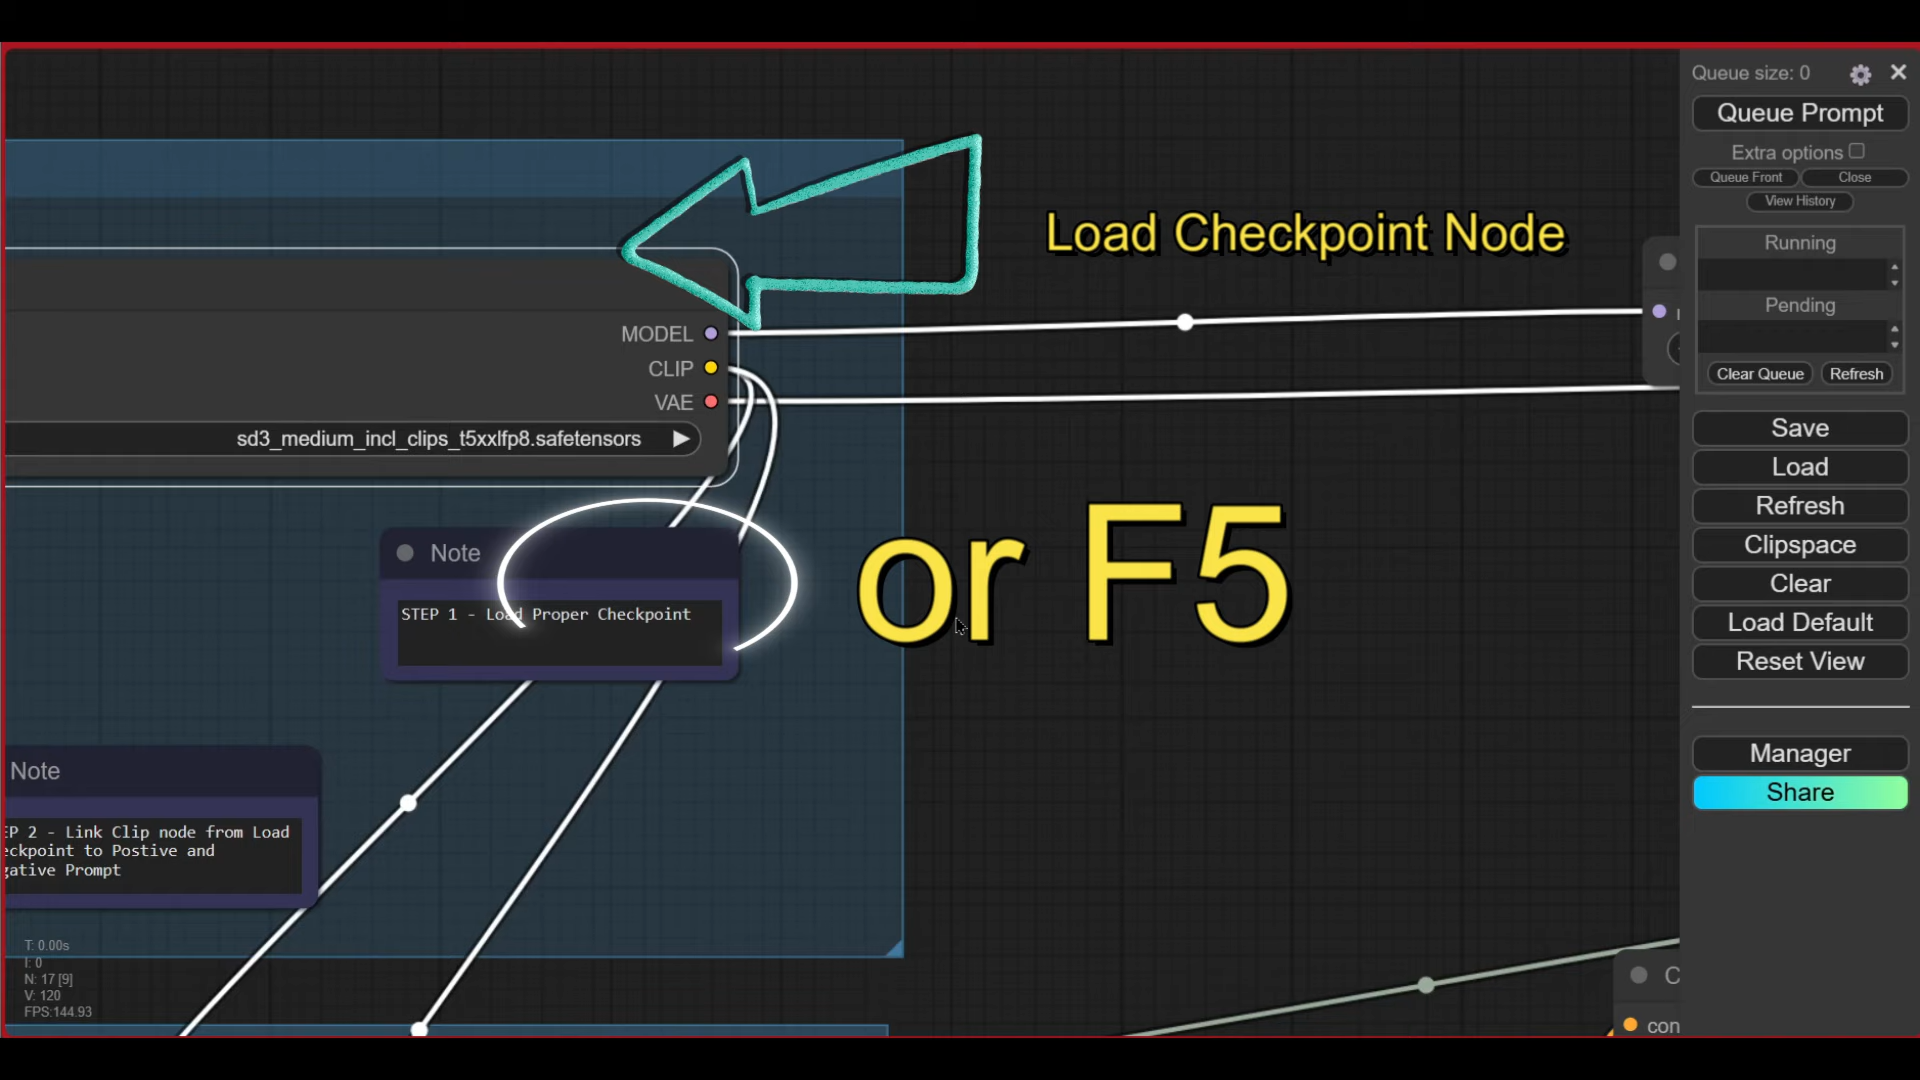 Queue size: 0
Queue Prompt
Extra options
Queue Front
Close
View History
Running
Pending
Clear Queue
Refresh
Save
Load
Refresh
Clipspace
Clear
Load Default
Reset View
Manager
Share
Load Checkpoint Node
MODEL
CLIP
VAE
sd3_medium_incl_clips_t5xxlfp8.safetensors
or F5
Note
STEP 1 - Load Proper Checkpoint
Note
EP 2 - Link Clip node from Load
eckpoint to Postive and
gative Prompt
T: 0.00s
I: 0
N: 17 [9]
V: 120
FPS:144.93
C
con